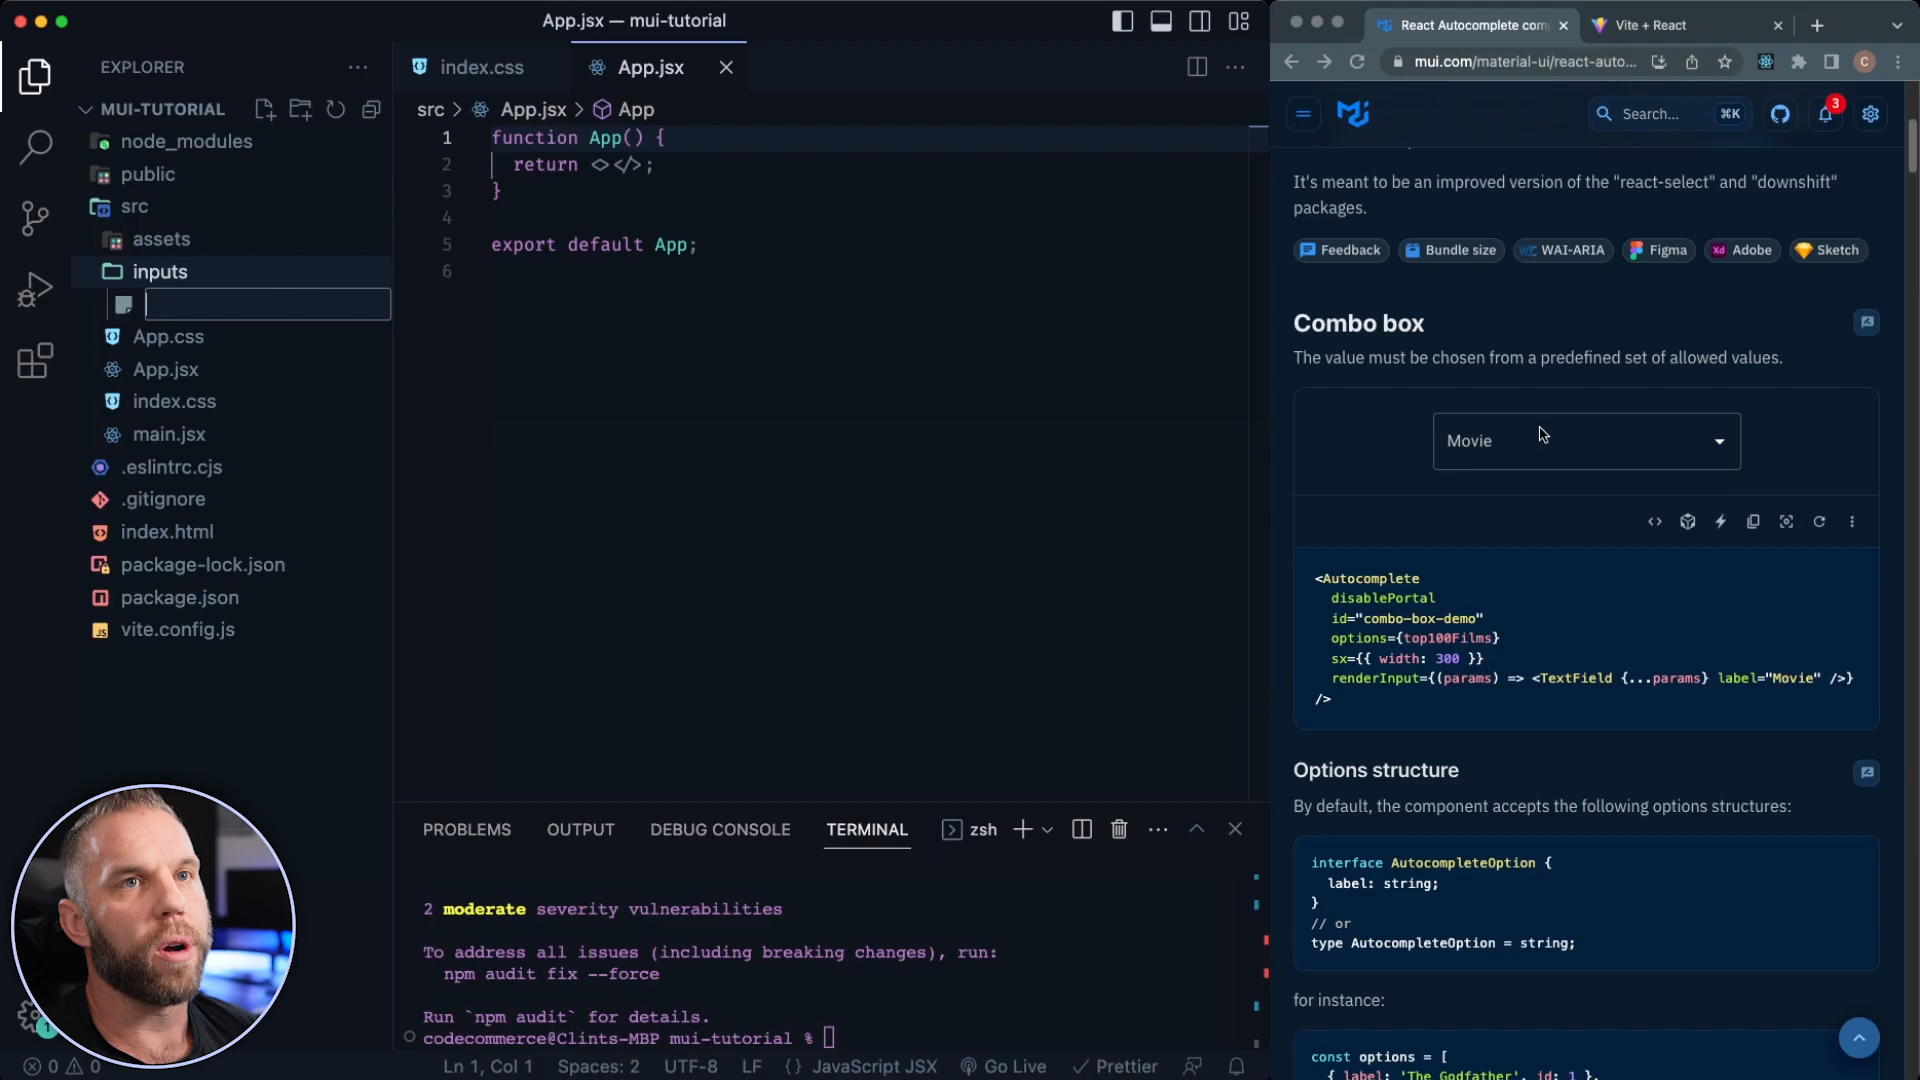 App.jsx — mui-tutorial
EXPLORER
MUI-TUTORIAL
node_modules
public
src
assets
inputs
App.css
App.jsx
index.css
main.jsx
.eslintrc.cjs
.gitignore
index.html
package-lock.json
package.json
vite.config.js
1
index.css
App.jsx
src > App.jsx > App
1 function App() {
2 return <></>;
3 }
4
5 export default App;
6
PROBLEMS OUTPUT DEBUG CONSOLE TERMINAL zsh
2 moderate severity vulnerabilities
To address all issues (including breaking changes), run:
npm audit fix --force
Run `npm audit` for details.
codecommerce@Clints-MBP mui-tutorial %
0 0 Ln 1, Col 1 Spaces: 2 UTF-8 LF {} JavaScript JSX Go Live Prettier
React Autocomplete com
Vite + React
mui.com/material-ui/react-auto...
C
Search... ⌘K
3
It's meant to be an improved version of the "react-select" and "downshift"
packages.
Feedback Bundle size W3C WAI-ARIA Figma Xd Adobe Sketch
Combo box
The value must be chosen from a predefined set of allowed values.
Movie
<Autocomplete
disablePortal
id="combo-box-demo"
options={top100Films}
sx={{ width: 300 }}
renderInput={(params) => <TextField {...params} label="Movie" />}
/>
Options structure
By default, the component accepts the following options structures:
interface AutocompleteOption {
label: string;
}
// or
type AutocompleteOption = string;
for instance:
const options = [
{ label: 'The Godfather', id: 1 },